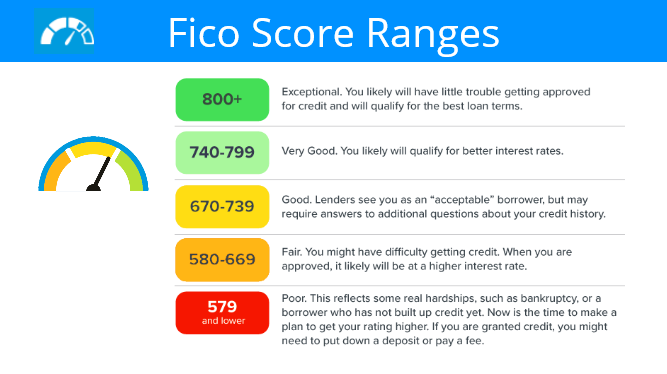 Fico Score Ranges
800+
Exceptional. You likely will have little trouble getting approved
for credit and will qualify for the best loan terms.
740-799
Very Good. You likely will qualify for better interest rates.
670-739
Good. Lenders see you as an “acceptable” borrower, but may
require answers to additional questions about your credit history.
580-669
Fair. You might have difficulty getting credit. When you are
approved, it likely will be at a higher interest rate.
579
and lower
Poor. This reflects some real hardships, such as bankruptcy, or a
borrower who has not built up credit yet. Now is the time to make a
plan to get your rating higher. If you are granted credit, you might
need to put down a deposit or pay a fee.